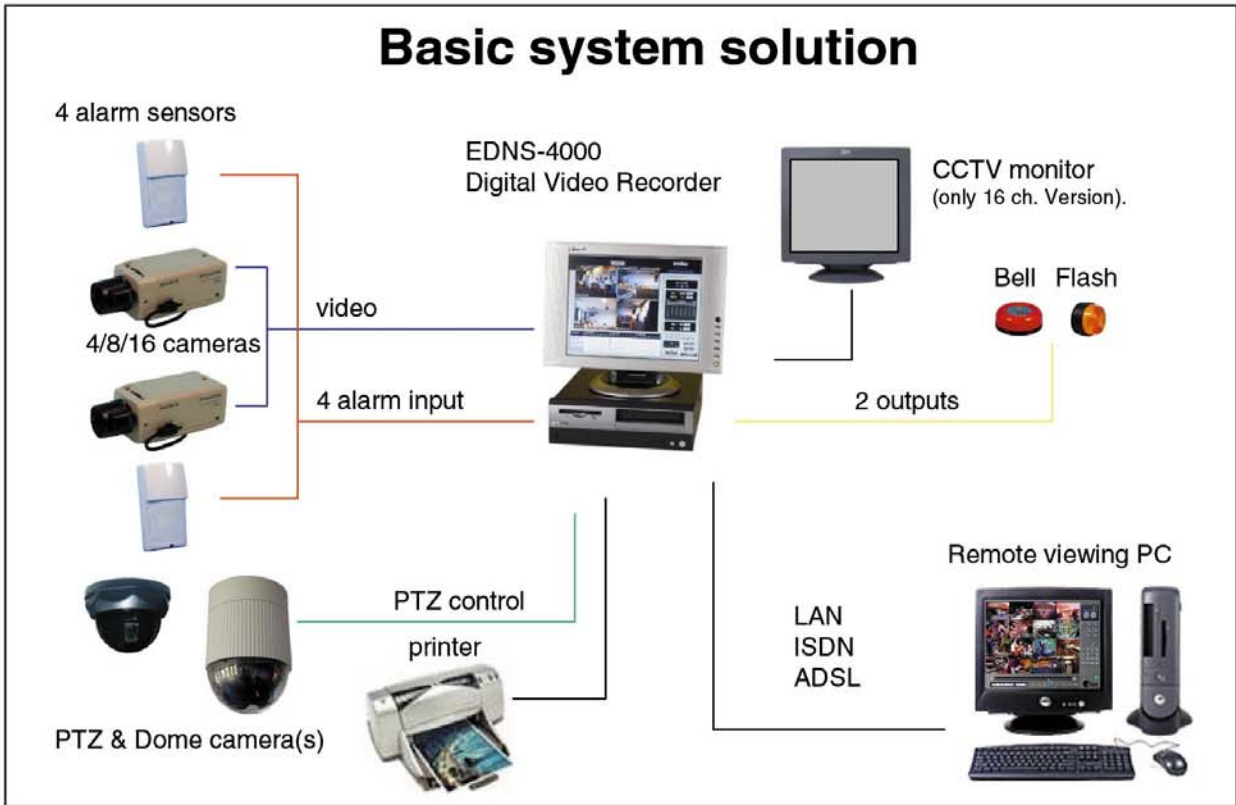 Basic system solution
4 alarm sensors
EDNS-4000
Digital Video Recorder
CCTV monitor
(only 16 ch. Version).
Bell Flash
video
4/8/16 cameras
4 alarm input
2 outputs
Remote viewing PC
PTZ control
LAN
ISDN
ADSL
printer
PTZ & Dome camera(s)